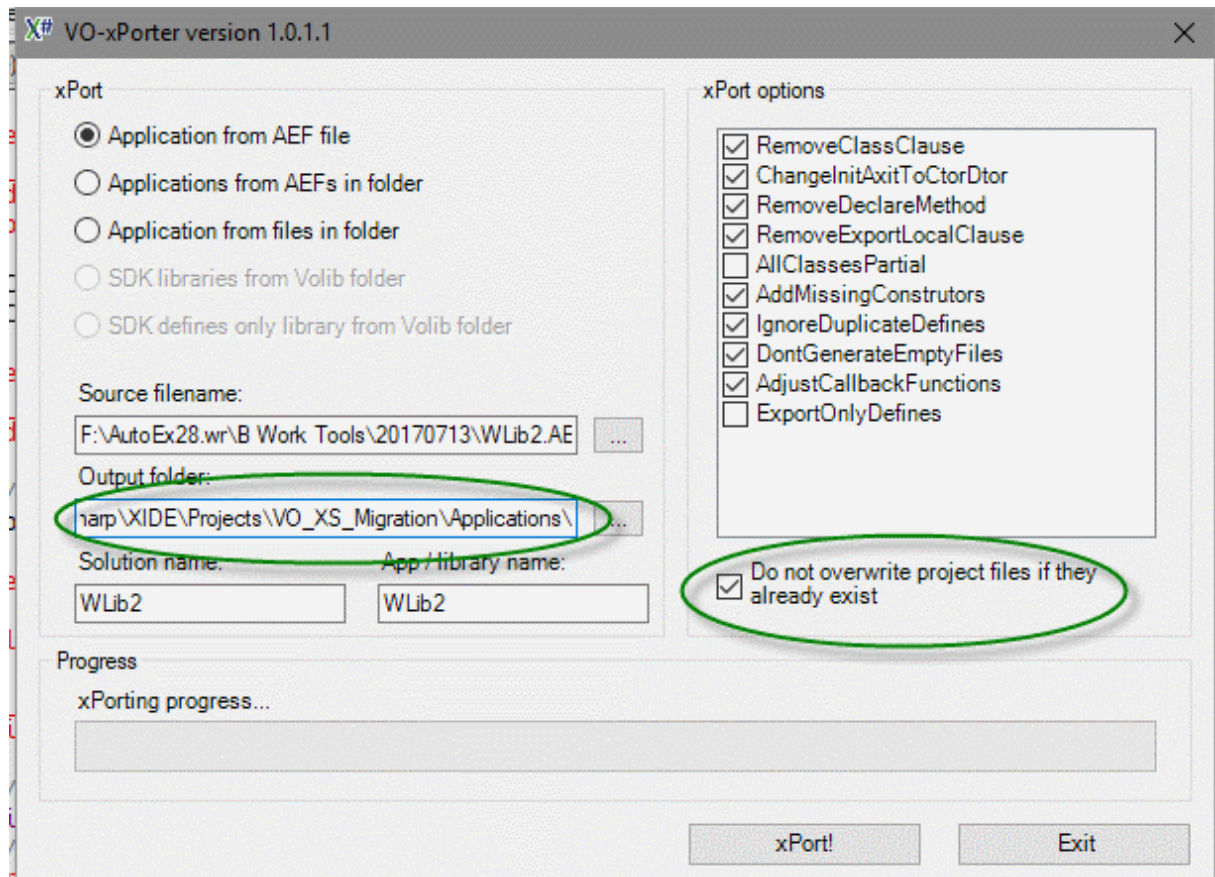 X# VO-xPorter version 1.0.1.1
xPort
Application from AEF file
Applications from AEFs in folder
Application from files in folder
SDK libraries from Volib folder
SDK defines only library from Volib folder
Source filename:
F:\AutoEx28.wr\B Work Tools\20170713\WLib2.AE
...
Output folder:
harp\XIDE\Projects\VO_XS_Migration\Applications\
...
Solution name:
App / library name:
WLib2
WLib2
xPort options
RemoveClassClause
ChangeInitAxitToCtorDtor
RemoveDeclareMethod
RemoveExportLocalClause
AllClassesPartial
AddMissingConstrutors
IgnoreDuplicateDefines
DontGenerateEmptyFiles
AdjustCallbackFunctions
ExportOnlyDefines
Do not overwrite project files if they
already exist
Progress
xPorting progress...
xPort!
Exit